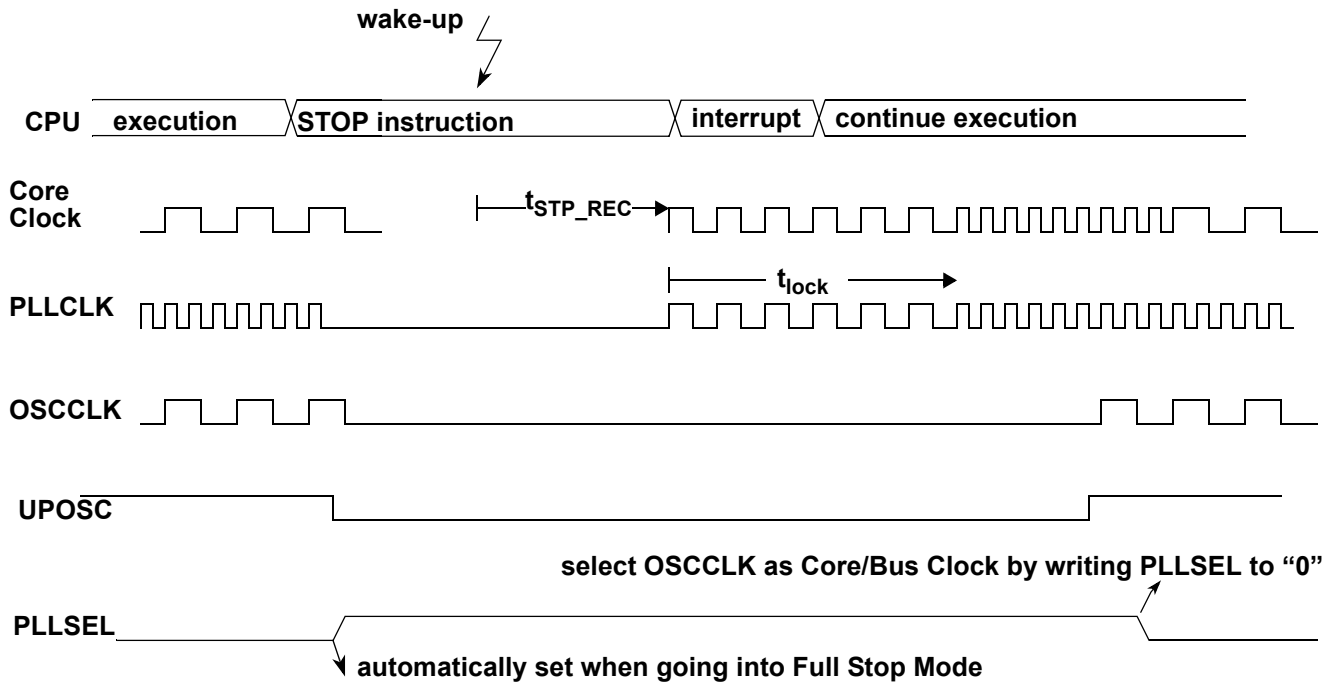 wake-up
CPU execution STOP instruction interrupt continue execution
Core
Clock
tSTP_REC
tlock
PLLCLK
OSCCLK
UPOSC
select OSCCLK as Core/Bus Clock by writing PLLSEL to “0”
PLLSEL
automatically set when going into Full Stop Mode